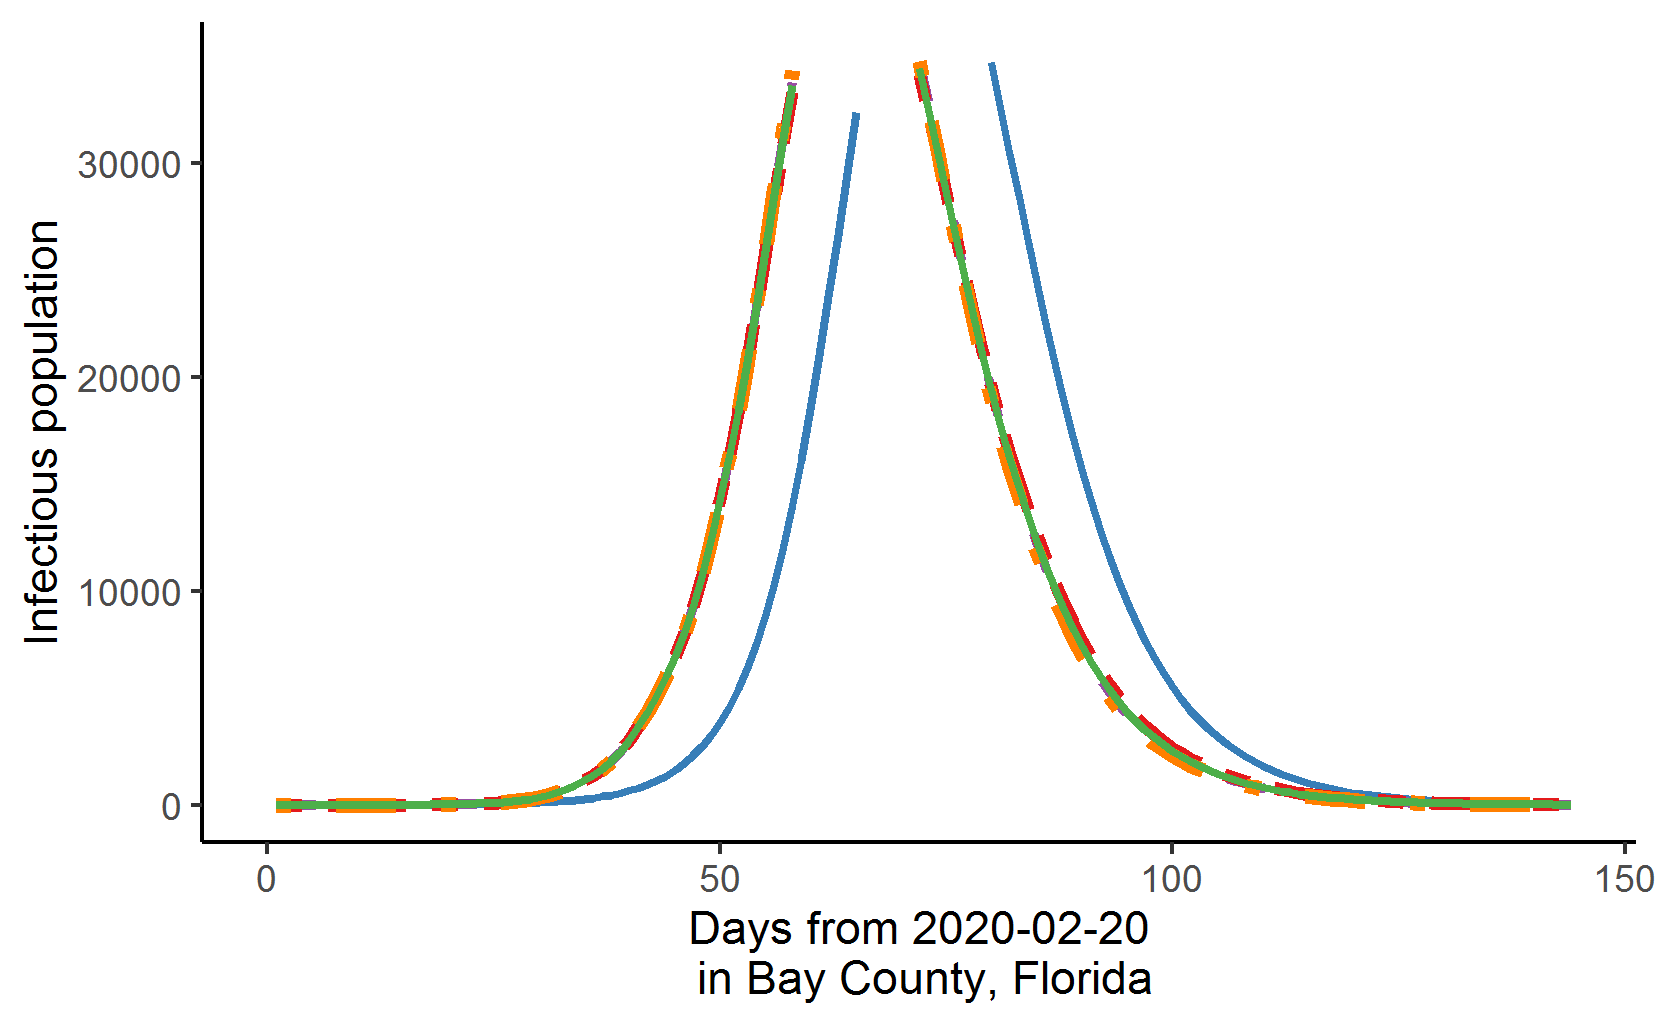 Infectious population
30000
20000
10000
0
0 50 100 150
Days from 2020-02-20
in Bay County, Florida